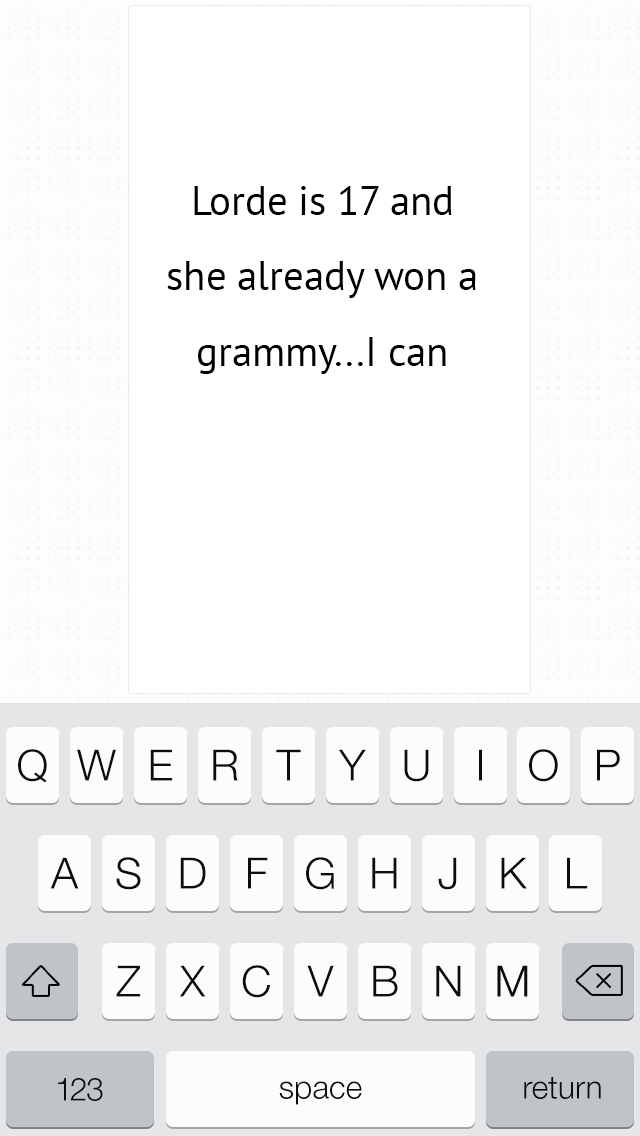 Lorde is 17 and
she already won a
grammy...I can
Q W E R T Y U I O P
A S D F G H J K L
Z X C V B N M
123 space return